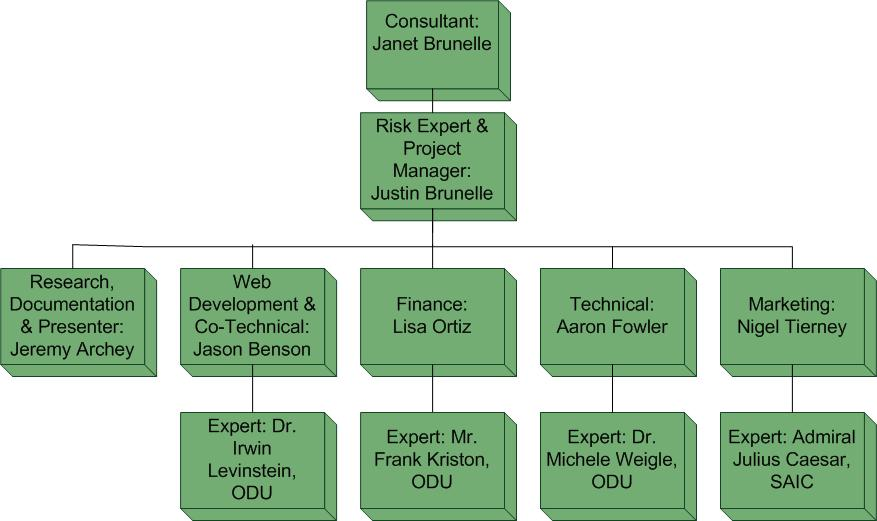 Consultant:
Janet Brunelle
Risk Expert &
Project
Manager:
Justin Brunelle
Research,
Documentation
& Presenter:
Jeremy Archey
Web
Development &
Co-Technical:
Jason Benson
Finance:
Lisa Ortiz
Technical:
Aaron Fowler
Marketing:
Nigel Tierney
Expert: Dr.
Irwin
Levinstein,
ODU
Expert: Mr.
Frank Kriston,
ODU
Expert: Dr.
Michele Weigle,
ODU
Expert: Admiral
Julius Caesar,
SAIC